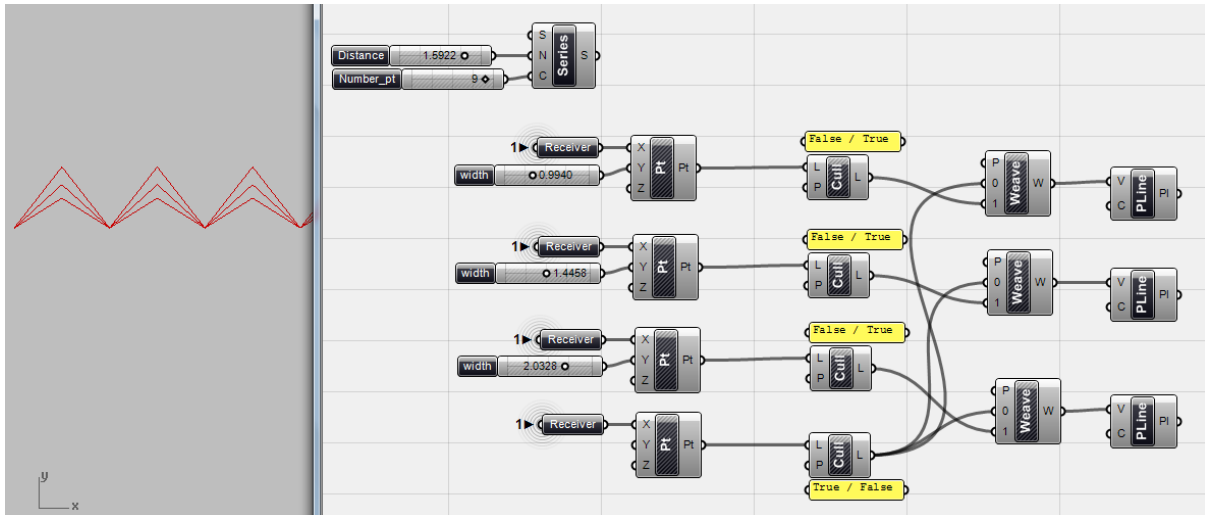 S
Distance 1.5922 N Series S
Number_pt 9 C
False / True
1 Receiver X
width 0.9940 Y Pt Pt
Z
L Cull L
P
P
0 Weave W
1
V PLine Pl
C
False / True
1 Receiver X
width 1.4458 Y Pt Pt
Z
L Cull L
P
P
0 Weave W
1
V PLine Pl
C
False / True
1 Receiver X
width 2.0328 Y Pt Pt
Z
L Cull L
P
P
0 Weave W
1
V PLine Pl
C
1 Receiver X
Y Pt Pt
Z
L Cull L
P
True / False
y
x